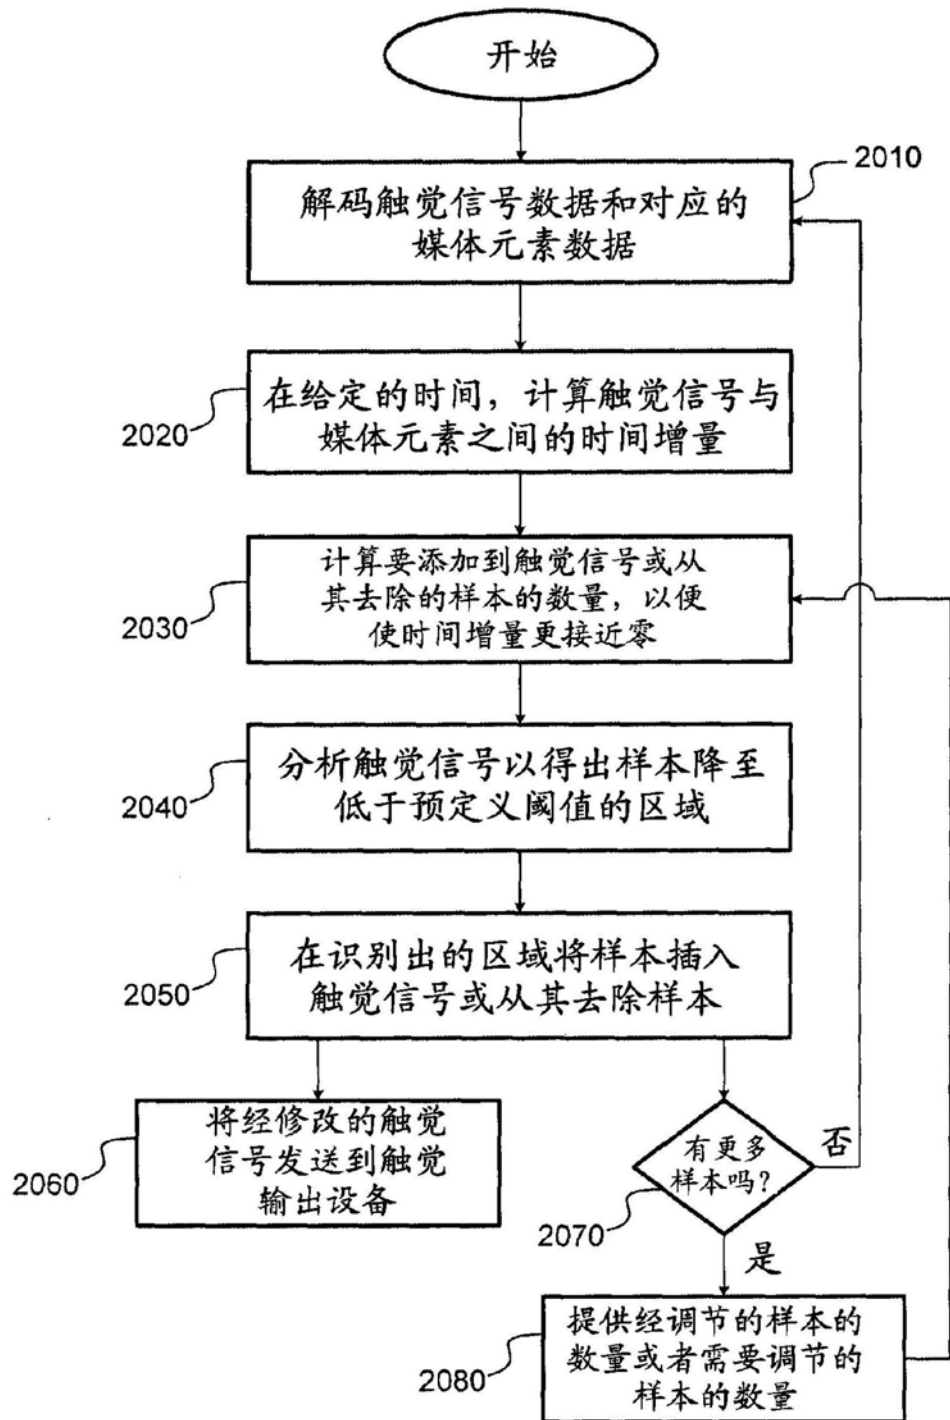 开始
2010
解码触觉信号数据和对应的
媒体元素数据
在给定的时间，计算触觉信号与
媒体元素之间的时间增量
2020
计算要添加到触觉信号或从
其去除的样本的数量，以便
使时间增量更接近零
2030
分析触觉信号以得出样本降至
低于预定义阈值的区域
2040
在识别出的区域将样本插入
触觉信号或从其去除样本
2050
将经修改的触觉
信号发送到触觉
输出设备
2060
有更多
样本吗?
否
2070
是
提供经调节的样本的
数量或者需要调节的
样本的数量
2080